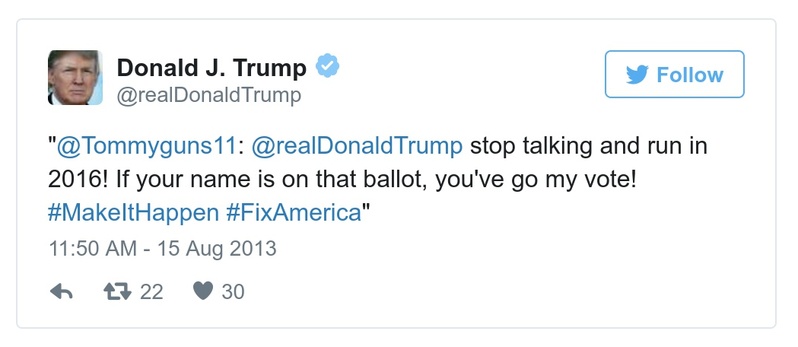 Donald J. Trump
@realDonaldTrump
Follow
"@Tommyguns11: @realDonaldTrump stop talking and run in
2016! If your name is on that ballot, you've go my vote!
#MakeItHappen #FixAmerica"
11:50 AM - 15 Aug 2013
22 30